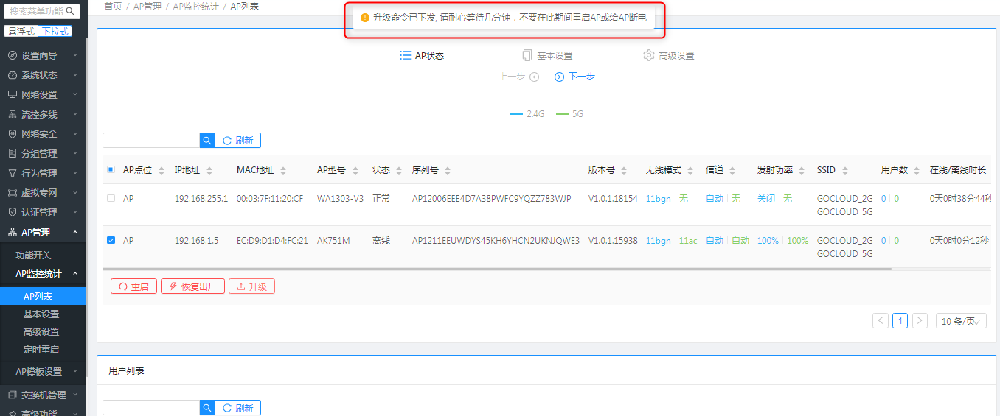 搜索菜单功能
悬浮式 下拉式
设置向导
系统状态
网络设置
流控多线
网络安全
分组管理
行为管理
虚拟专网
认证管理
AP管理
功能开关
AP监控统计
AP列表
基本设置
高级设置
定时重启
AP模板设置
交换机管理
高级功能
首页 / AP管理 / AP监控统计 / AP列表
升级命令已下发, 请耐心等待几分钟，不要在此期间重启AP或给AP断电
AP状态 基本设置 高级设置
上一步 下一步
2.4G 5G
刷新
AP点位 IP地址 MAC地址 AP型号 状态 序列号 版本号 无线模式 信道 发射功率 SSID 用户数 在线/离线时长
AP 192.168.255.1 00:03:7F:11:20:CF WA1303-V3 正常 AP12006EEE4D7A38PWFC9YQZZ783WJP V1.0.1.18154 11bgn 无 自动 无 关闭 无 GOCLOUD_2G 0 0 0天0时38分44秒
GOCLOUD_5G
AP 192.168.1.5 EC:D9:D1:D4:FC:21 AK751M 离线 AP1211EEUWDYS45KH6YHCN2UKNJQWE3 V1.0.1.15938 11bgn 11ac 自动 自动 100% 100% GOCLOUD_2G 0 0 0天0时0分12秒
GOCLOUD_5G
重启 恢复出厂 升级
1 10 条/页
用户列表
刷新